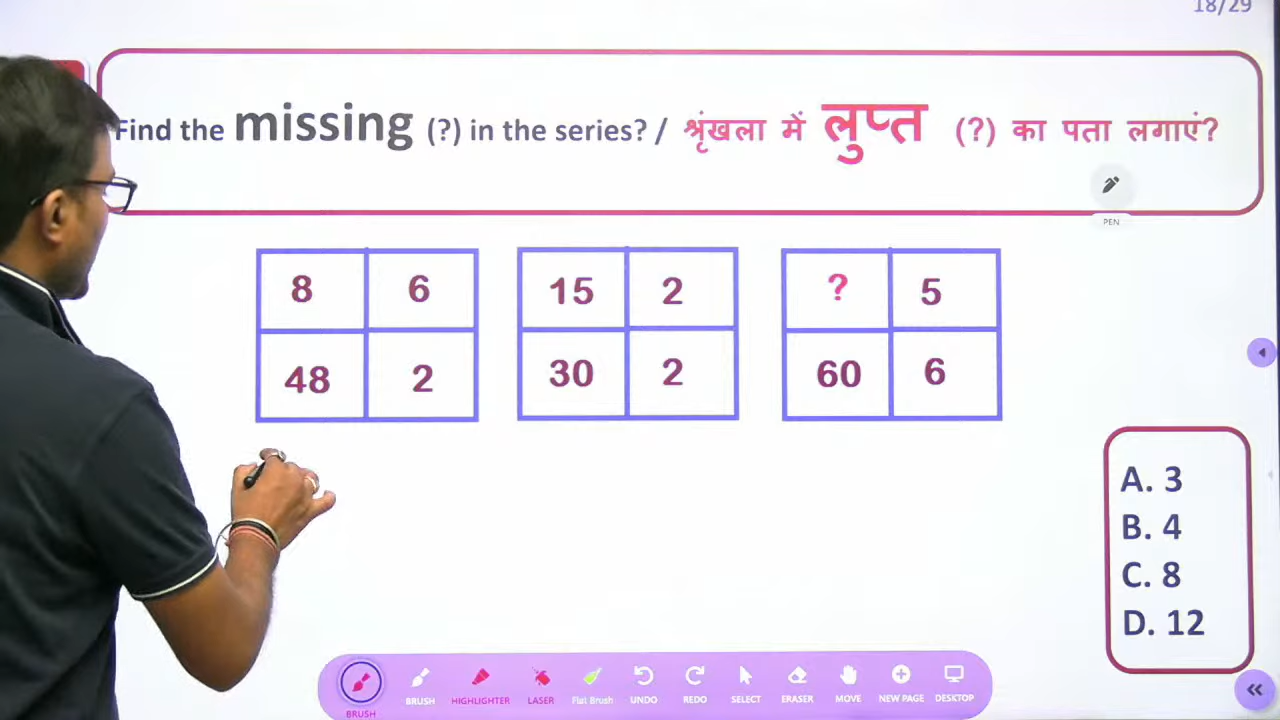 18/29
Find the missing (?) in the series? / श्रृंखला में लुप्त (?) का पता लगाएं?
PEN
8 6 15 2 ? 5
48 2 30 2 60 6
A. 3
B. 4
C. 8
D. 12
BRUSH BRUSH HIGHLIGHTER LASER Flat Brush UNDO REDO SELECT ERASER MOVE NEW PAGE DESKTOP